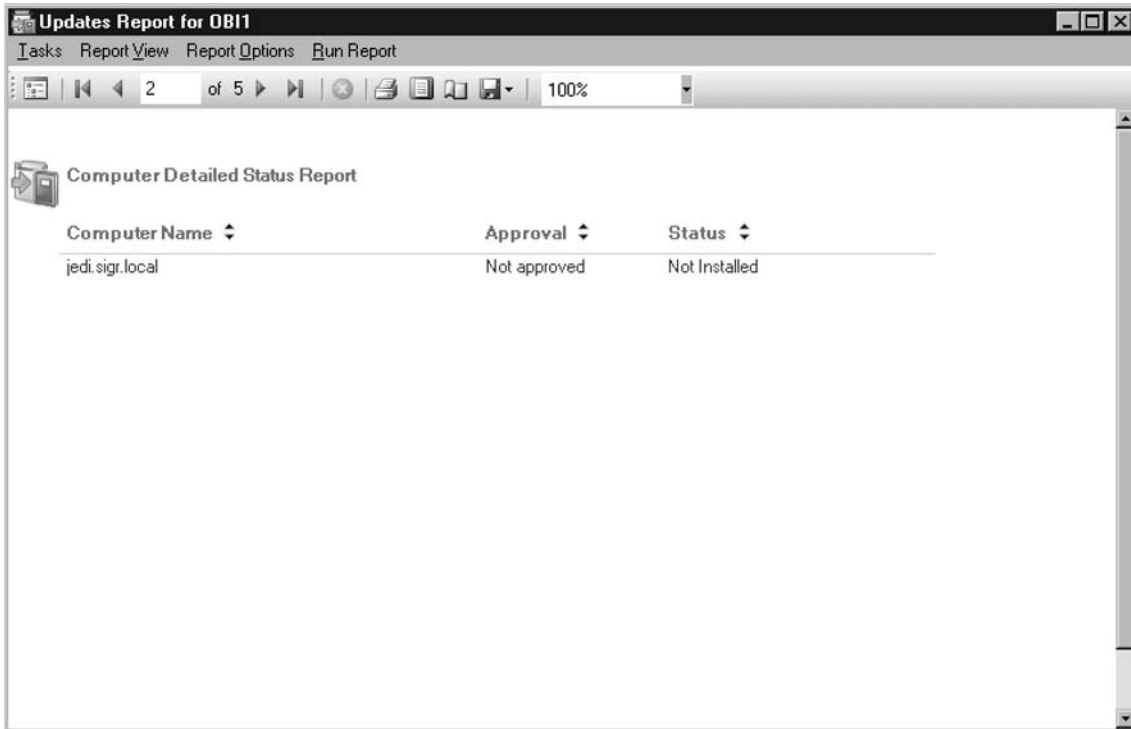 Updates Report for OBI1
Tasks Report View Report Options Run Report
2 of 5 100%
Computer Detailed Status Report
Computer Name Approval Status
jedi.sigr.local Not approved Not Installed